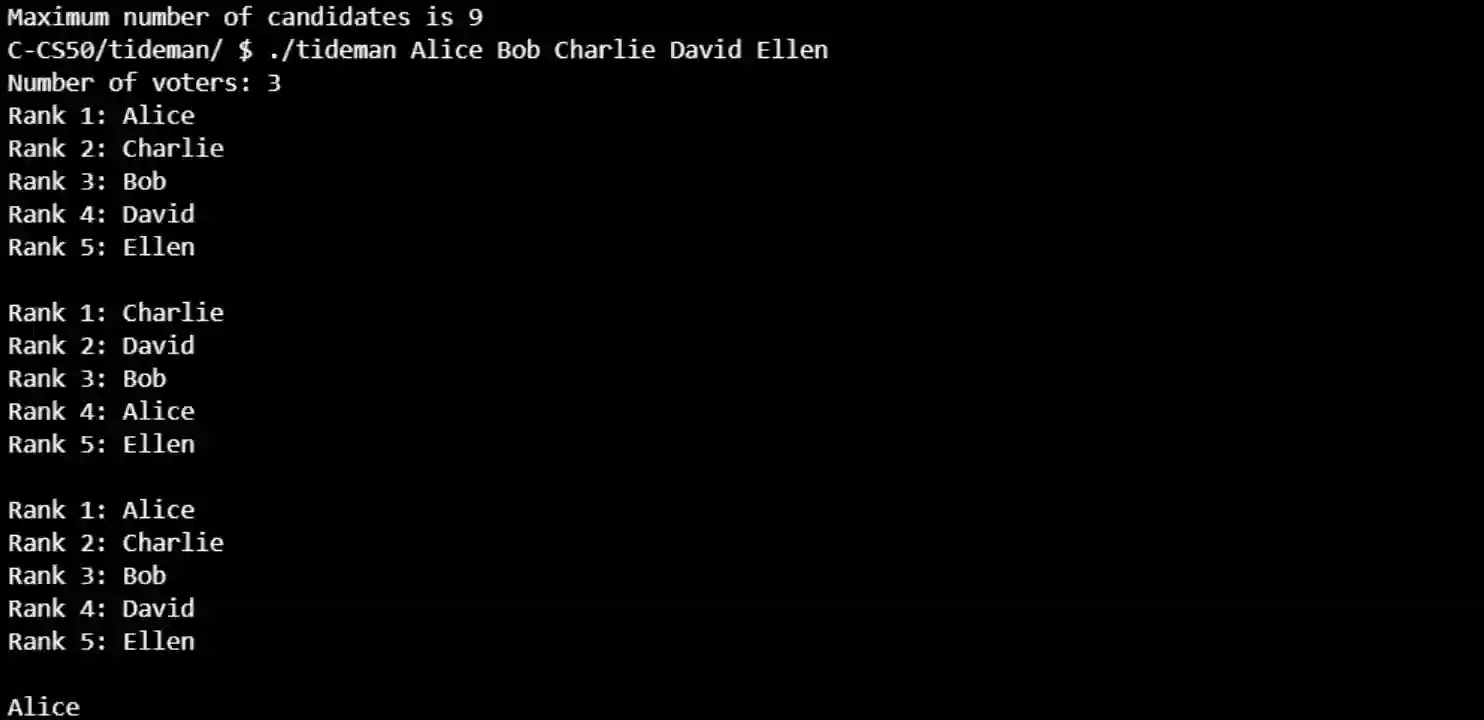 Maximum number of candidates is 9
C-CS50/tideman/ $ ./tideman Alice Bob Charlie David Ellen
Number of voters: 3
Rank 1: Alice
Rank 2: Charlie
Rank 3: Bob
Rank 4: David
Rank 5: Ellen

Rank 1: Charlie
Rank 2: David
Rank 3: Bob
Rank 4: Alice
Rank 5: Ellen

Rank 1: Alice
Rank 2: Charlie
Rank 3: Bob
Rank 4: David
Rank 5: Ellen

Alice